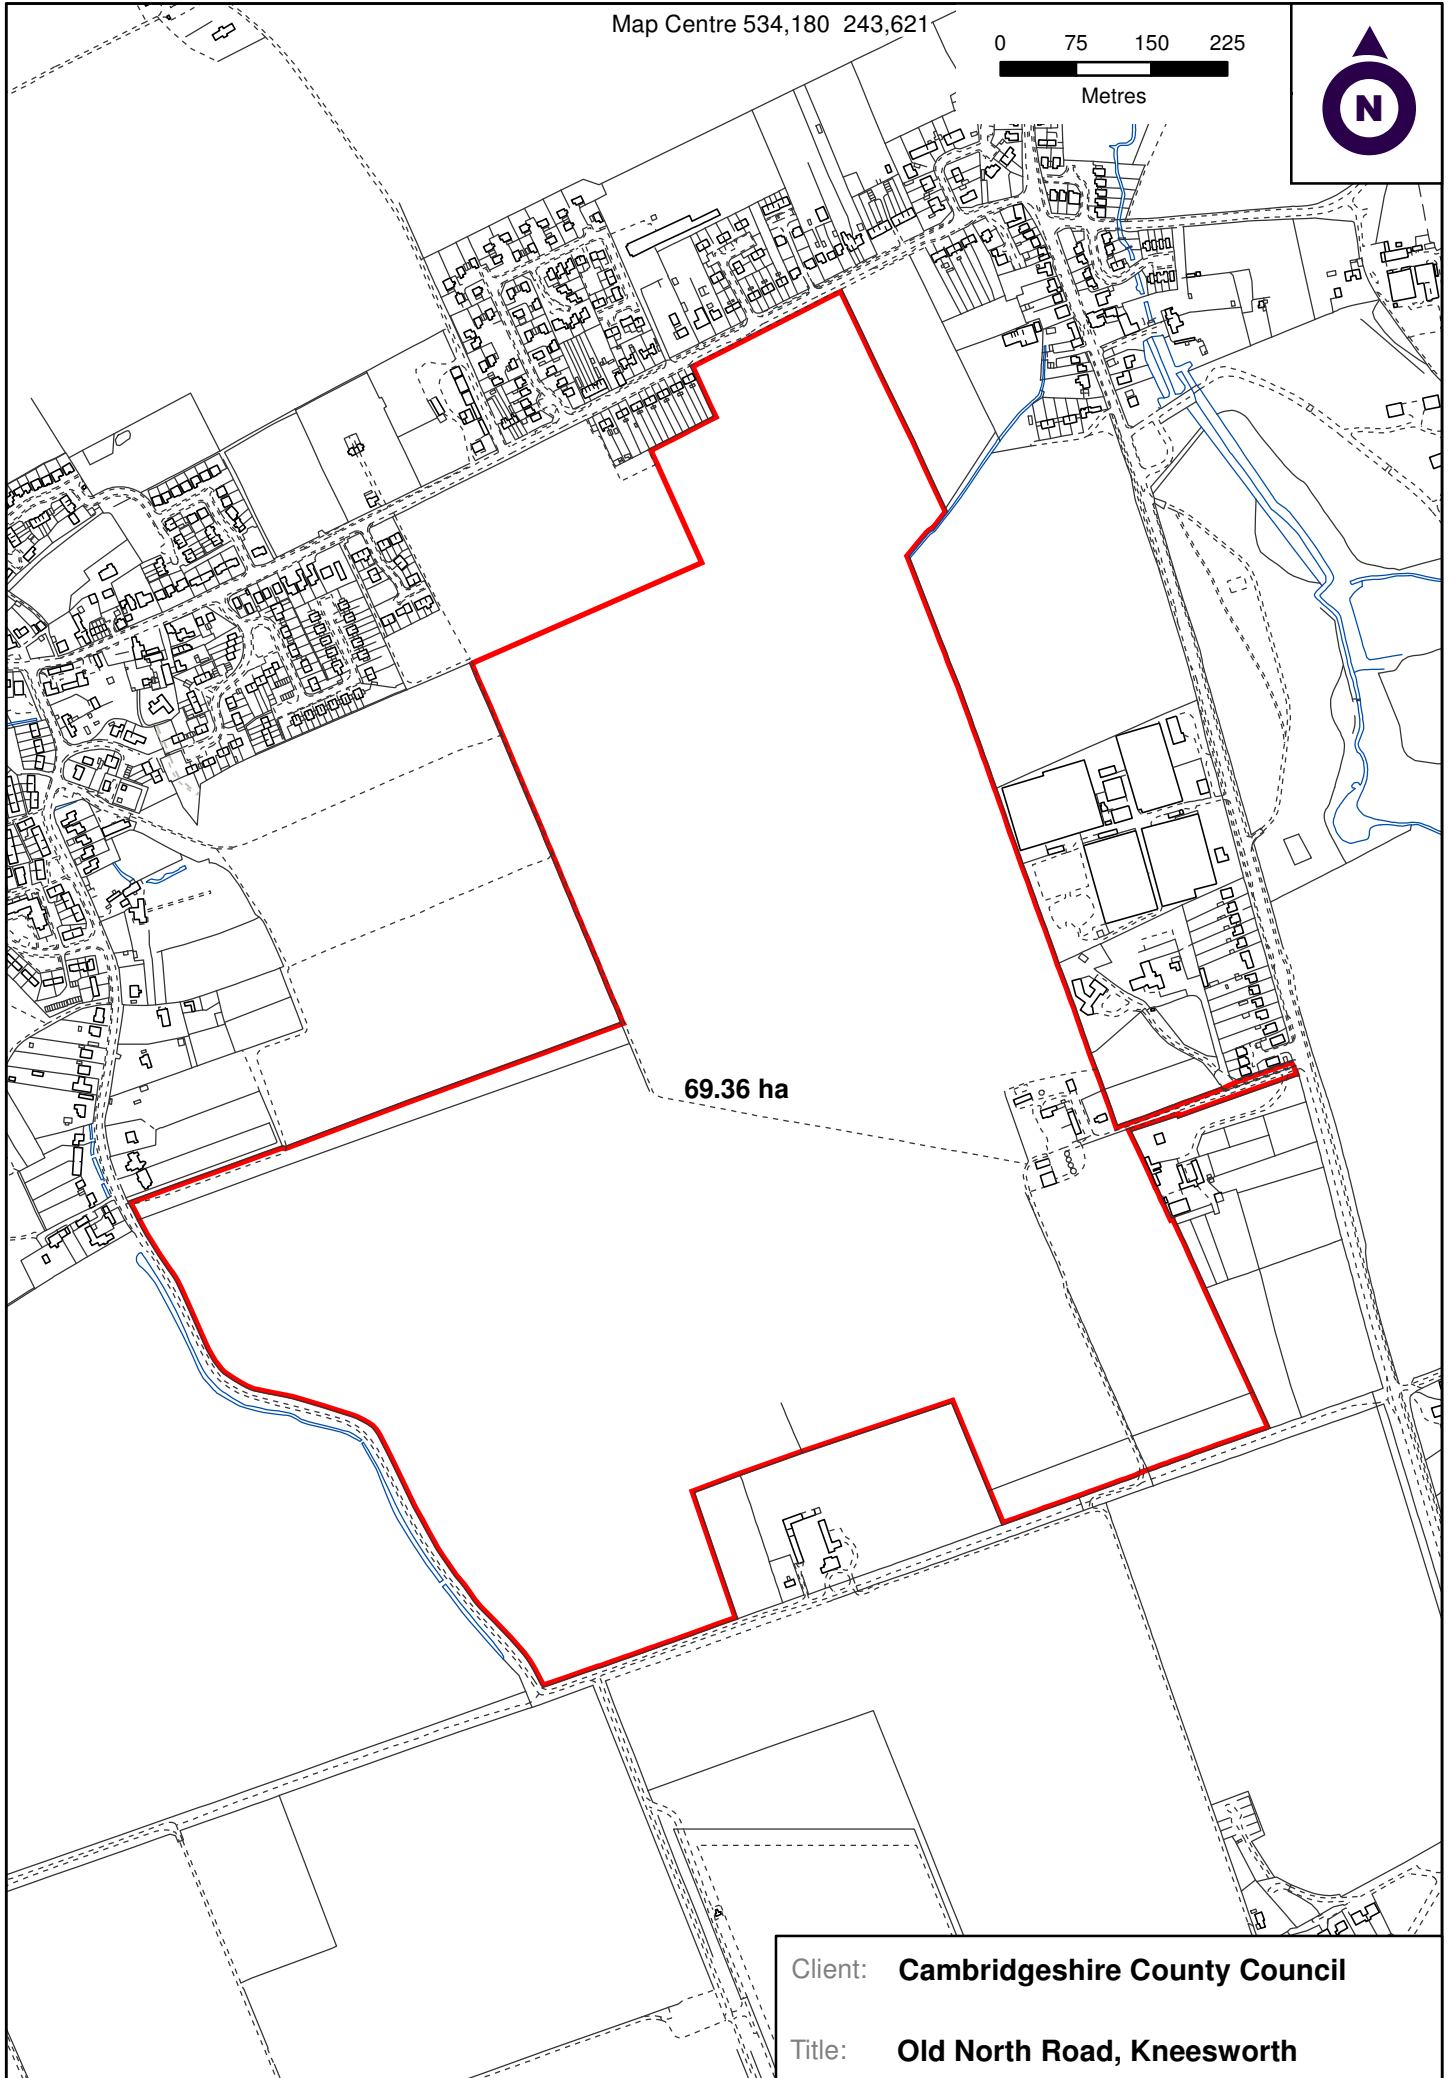 Map Centre 534,180 243,621
0 75 150 225
Metres
N
69.36 ha
Client: Cambridgeshire County Council
Title: Old North Road, Kneesworth